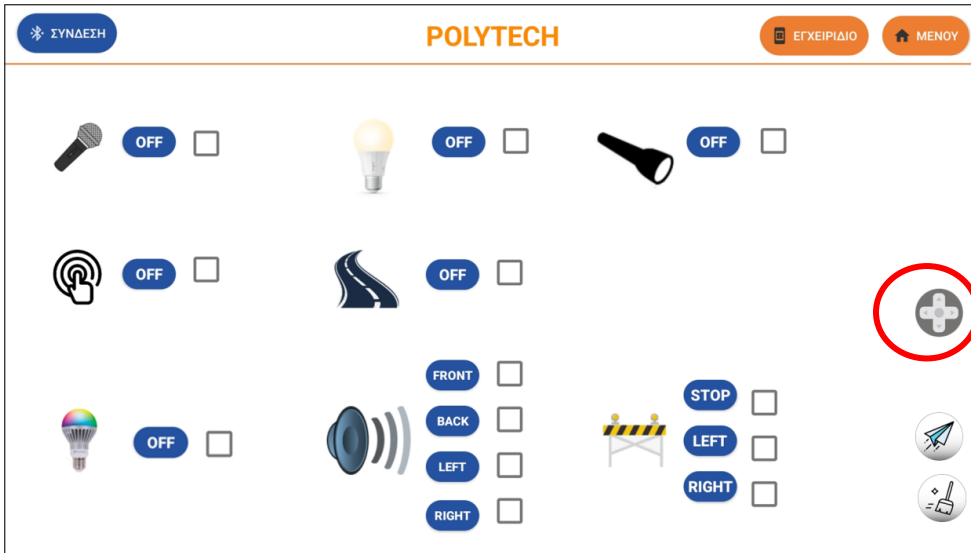 ΣΥΝΔΕΣΗ
POLYTECH
ΕΓΧΕΙΡΙΔΙΟ
ΜΕΝΟΥ
OFF
OFF
OFF
OFF
OFF
OFF
FRONT
BACK
LEFT
RIGHT
STOP
LEFT
RIGHT